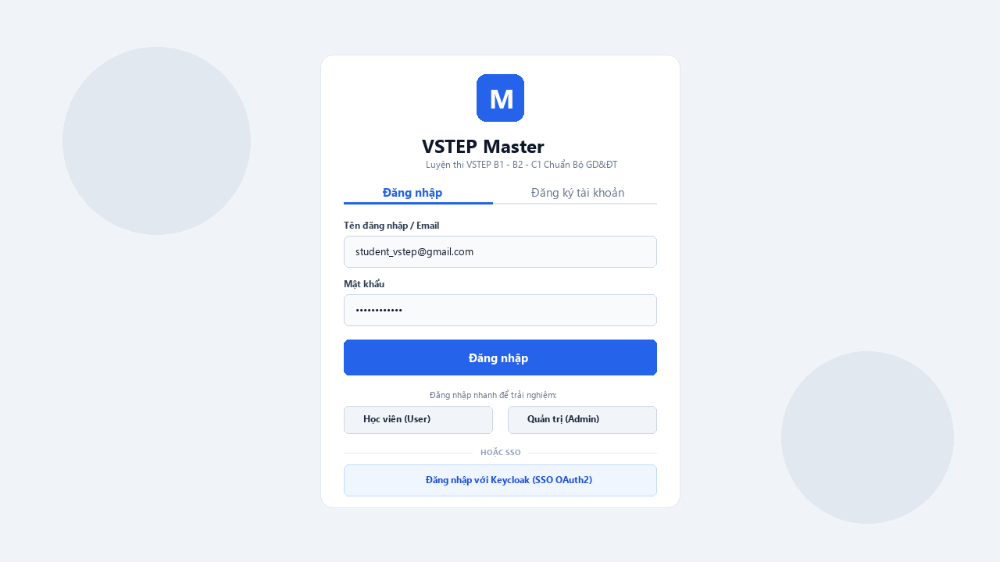 M
VSTEP Master
Luyện thi VSTEP B1 - B2 - C1 Chuẩn Bộ GD&ĐT
Đăng nhập
Đăng ký tài khoản
Tên đăng nhập / Email
student_vstep@gmail.com
Mật khẩu
••••••••••••
Đăng nhập
Đăng nhập nhanh để trải nghiệm:
Học viên (User)
Quản trị (Admin)
HOẶC SSO
Đăng nhập với Keycloak (SSO OAuth2)